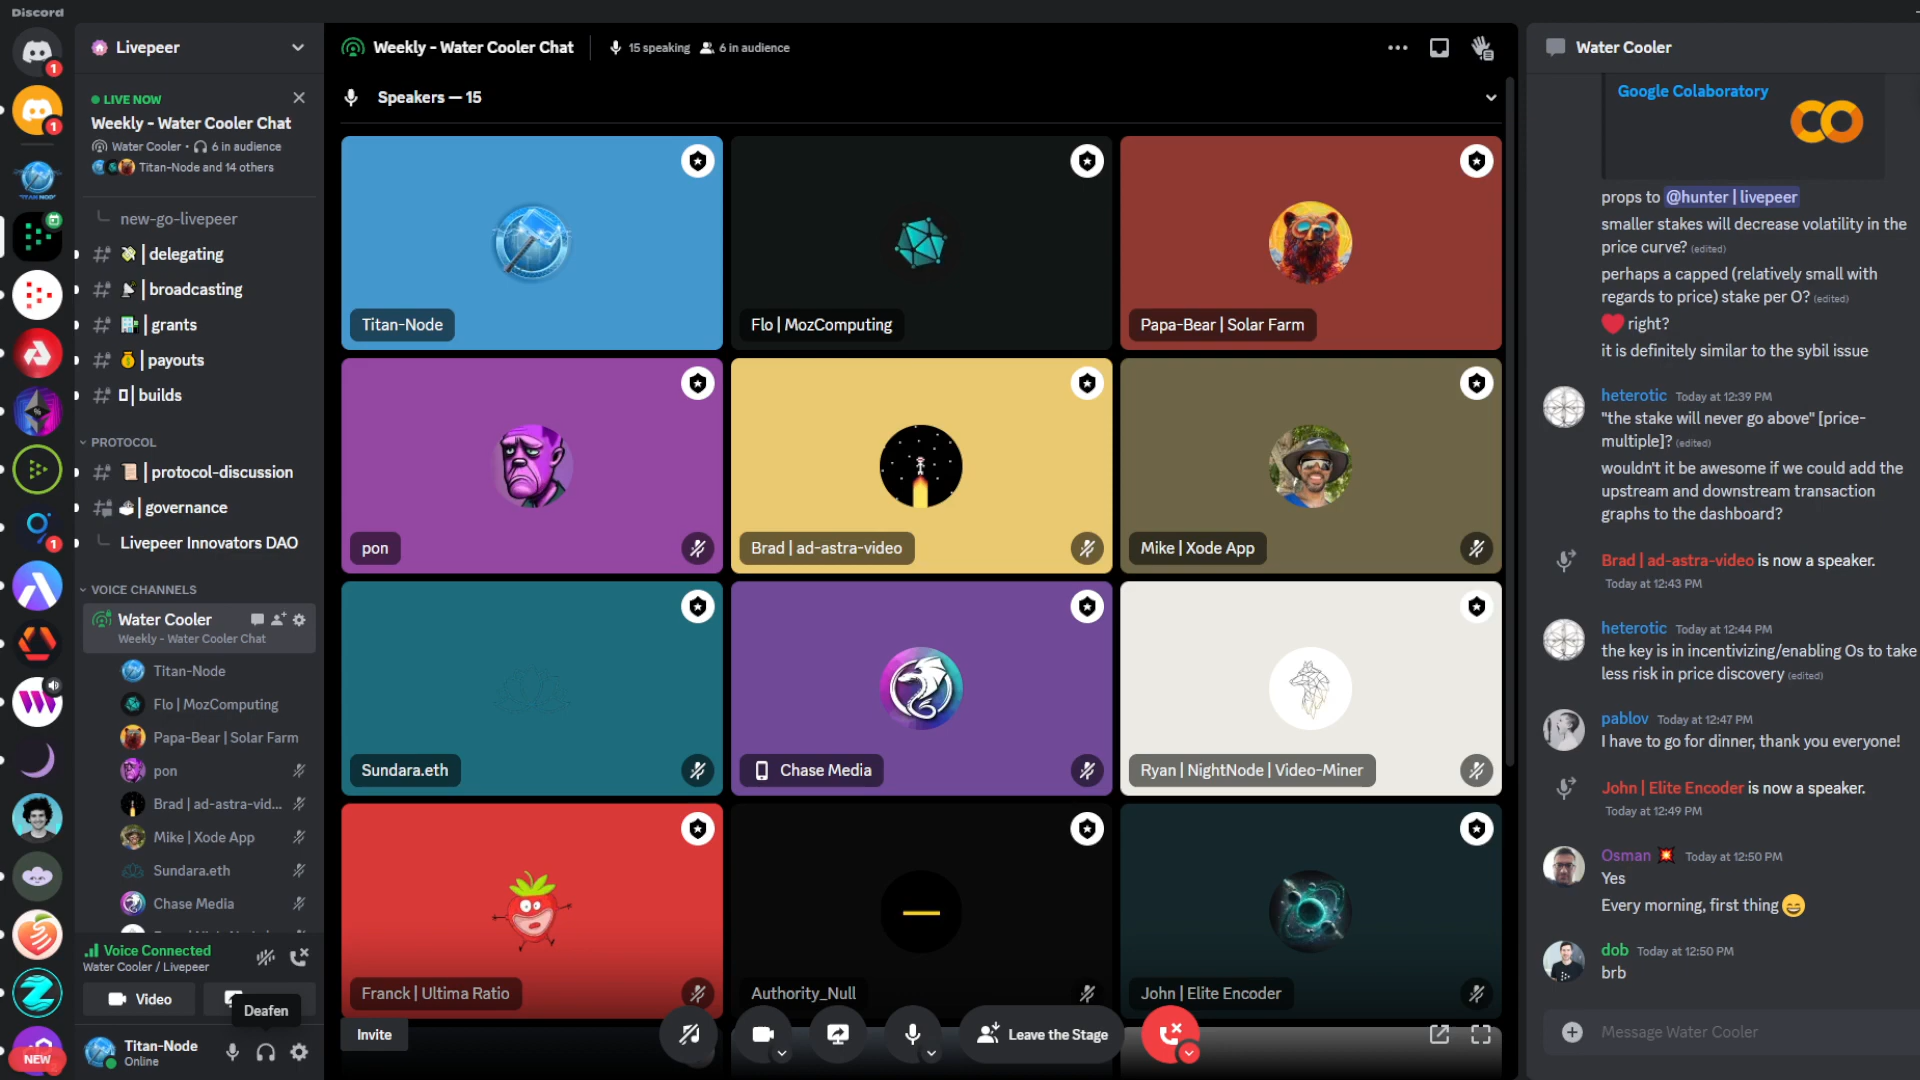 Discord
Livepeer
LIVE NOW
Weekly - Water Cooler Chat
Water Cooler • 6 in audience
Titan-Node and 14 others
new-go-livepeer
delegating
broadcasting
grants
payouts
builds
PROTOCOL
protocol-discussion
governance
Livepeer Innovators DAO
VOICE CHANNELS
Water Cooler
Weekly - Water Cooler Chat
Titan-Node
Flo | MozComputing
Papa-Bear | Solar Farm
pon
Brad | ad-astra-vid...
Mike | Xode App
Sundara.eth
Chase Media
Voice Connected
Water Cooler / Livepeer
Video
Deafen
Titan-Node
Online
NEW
1
1
1
Weekly - Water Cooler Chat
15 speaking
6 in audience
Speakers — 15
Titan-Node
Flo | MozComputing
Papa-Bear | Solar Farm
pon
Brad | ad-astra-video
Mike | Xode App
Sundara.eth
Chase Media
Ryan | NightNode | Video-Miner
Franck | Ultima Ratio
Authority_Null
John | Elite Encoder
Invite
Leave the Stage
Water Cooler
Google Colaboratory
props to @hunter | livepeer
smaller stakes will decrease volatility in the
price curve? (edited)
perhaps a capped (relatively small with
regards to price) stake per O? (edited)
right?
it is definitely similar to the sybil issue
heterotic Today at 12:39 PM
"the stake will never go above" [price-
multiple]? (edited)
wouldn't it be awesome if we could add the
upstream and downstream transaction
graphs to the dashboard?
Brad | ad-astra-video is now a speaker.
Today at 12:43 PM
heterotic Today at 12:44 PM
the key is in incentivizing/enabling Os to take
less risk in price discovery (edited)
pablov Today at 12:47 PM
I have to go for dinner, thank you everyone!
John | Elite Encoder is now a speaker.
Today at 12:49 PM
Osman Today at 12:50 PM
Yes
Every morning, first thing
dob Today at 12:50 PM
brb
Message Water Cooler